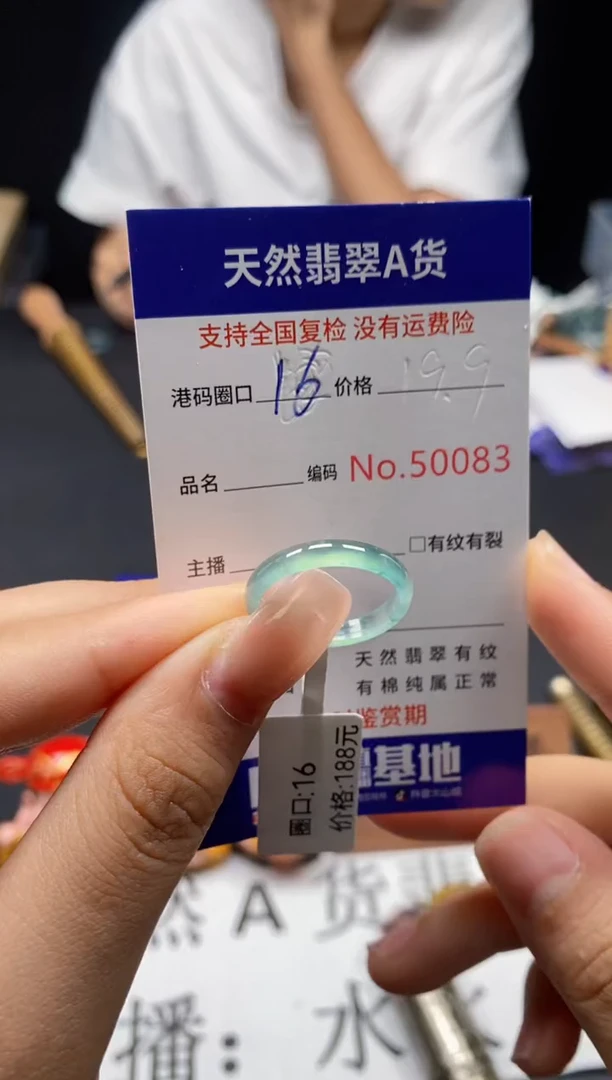 天然翡翠A货
支持全国复检 没有运费险
港码圈口 16 价格 19.9
品名 编码 No.50083
主播 □有纹有裂
天然翡翠有纹
有棉纯属正常
鉴赏期
基地
圈口:16
价格:188元
然A货翡
播：水